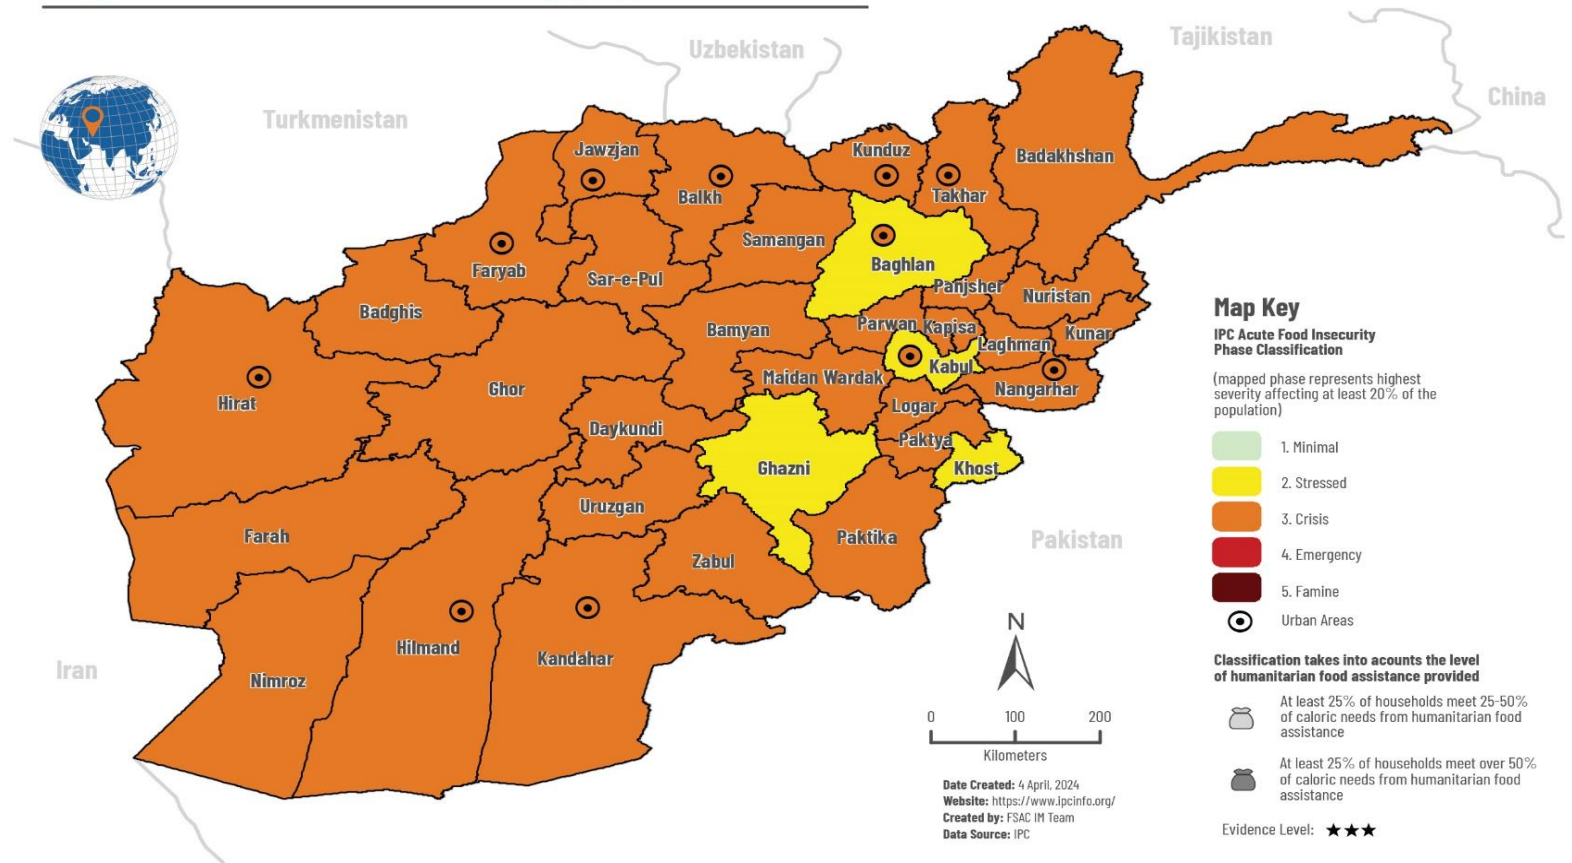 Uzbekistan
Tajikistan
China
Turkmenistan
Jawzjan
Kunduz
Badakhshan
Balkh
Takhar
Samangan
Baghlan
Faryab
Sar-e-Pul
Panjsher
Nuristan
Badghis
Bamyan
Parwan
Kapisa
Kunar
Laghman
Kabul
Maidan Wardak
Nangarhar
Ghor
Hirat
Logar
Daykundi
Paktya
Ghazni
Khost
Uruzgan
Farah
Paktika
Zabul
Pakistan
Hilmand
Kandahar
Iran
Nimroz
Map Key
IPC Acute Food Insecurity
Phase Classification
(mapped phase represents highest
severity affecting at least 20% of the
population)
1. Minimal
2. Stressed
3. Crisis
4. Emergency
5. Famine
Urban Areas
Classification takes into acounts the level
of humanitarian food assistance provided
At least 25% of households meet 25-50%
of caloric needs from humanitarian food
assistance
At least 25% of households meet over 50%
of caloric needs from humanitarian food
assistance
Evidence Level: ★★★
N
0 100 200
Kilometers
Date Created: 4 April, 2024
Website: https://www.ipcinfo.org/
Created by: FSAC IM Team
Data Source: IPC